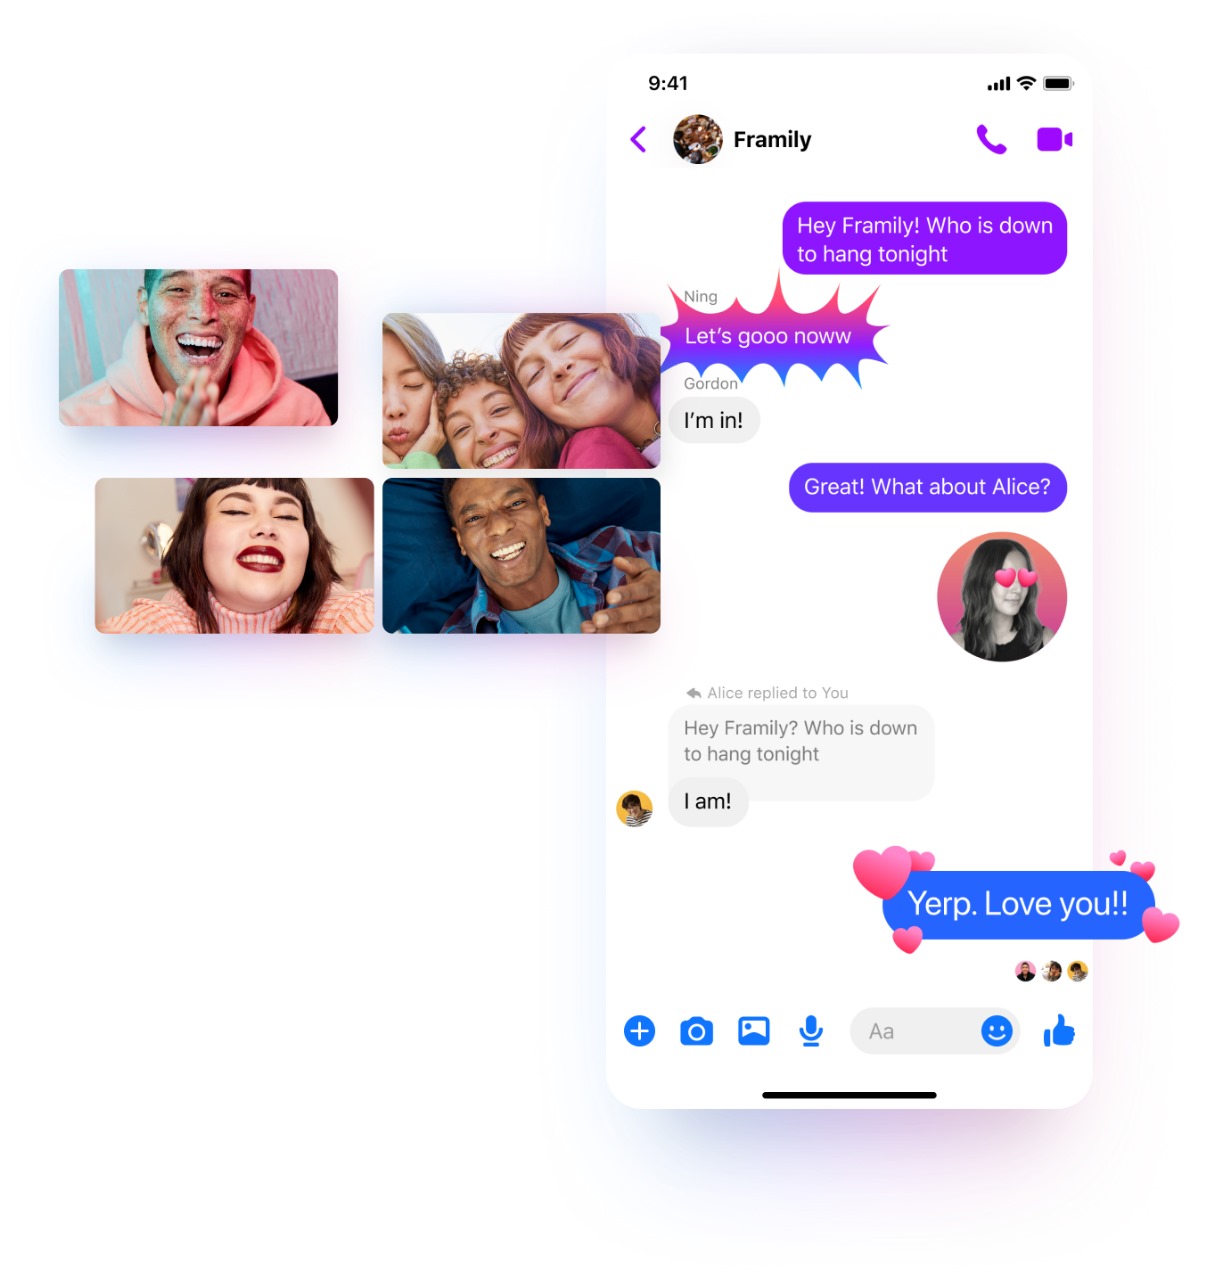 9:41
Framily
Hey Framily! Who is down
to hang tonight
Ning
Let’s gooo noww
Gordon
I’m in!
Great! What about Alice?
Alice replied to You
Hey Framily? Who is down
to hang tonight
I am!
Yerp. Love you!!
Aa